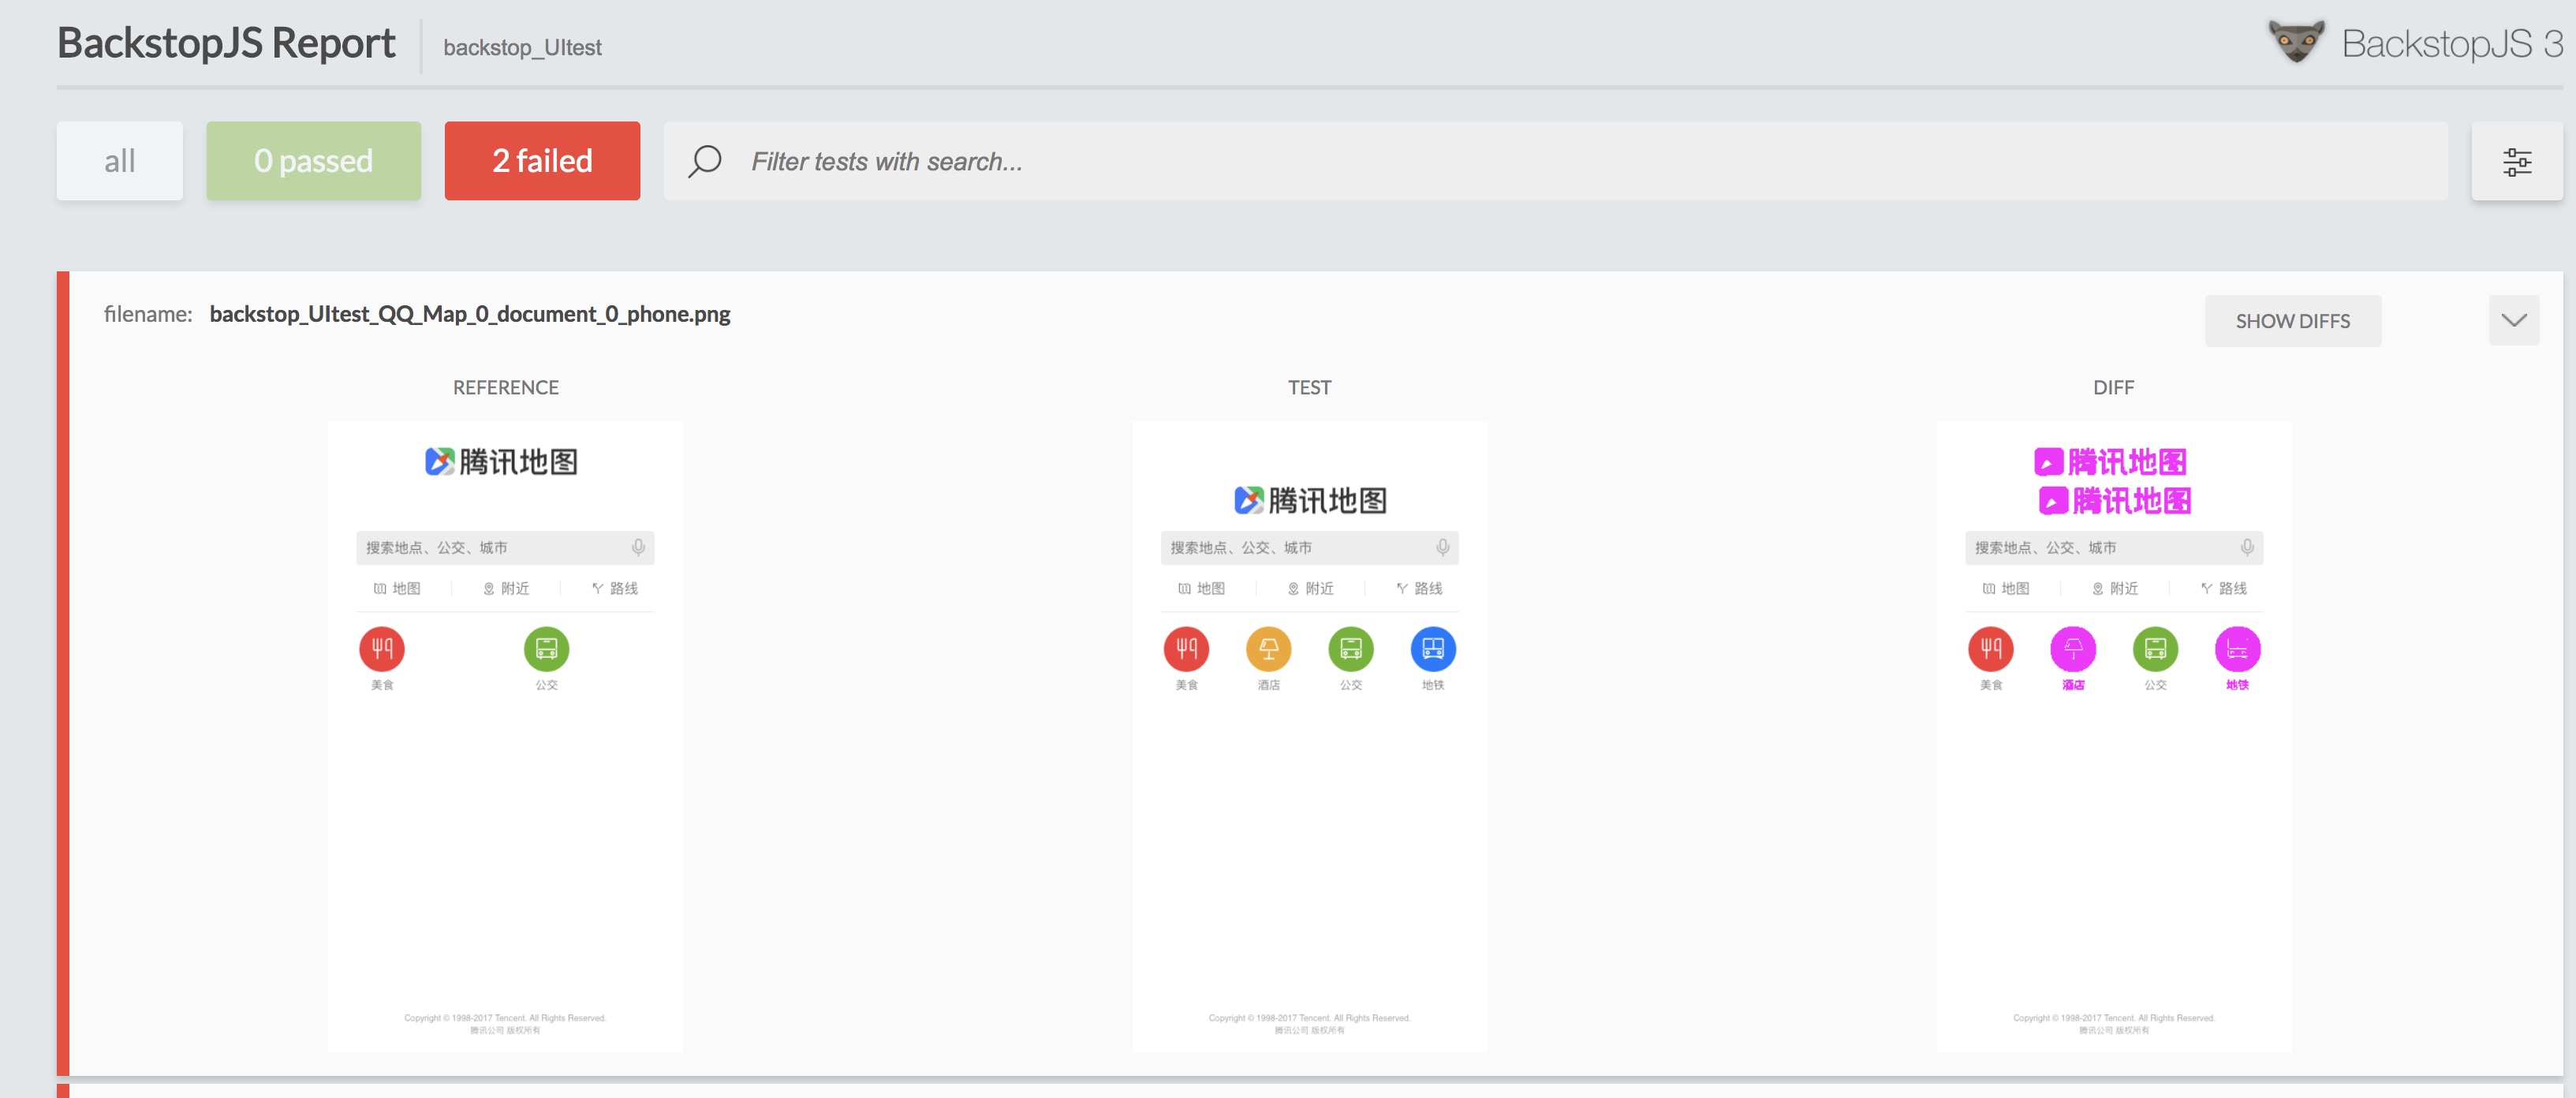 BackstopJS Report
backstop_UItest
BackstopJS 3
all
0 passed
2 failed
Filter tests with search...
filename: backstop_UItest_QQ_Map_0_document_0_phone.png
SHOW DIFFS
REFERENCE
腾讯地图
搜索地点、公交、城市
地图 附近 路线
美食 公交
Copyright © 1998-2017 Tencent. All Rights Reserved.
腾讯公司 版权所有
TEST
腾讯地图
搜索地点、公交、城市
地图 附近 路线
美食 酒店 公交 地铁
Copyright © 1998-2017 Tencent. All Rights Reserved.
腾讯公司 版权所有
DIFF
腾讯地图
腾讯地图
搜索地点、公交、城市
地图 附近 路线
美食 酒店 公交 地铁
Copyright © 1998-2017 Tencent. All Rights Reserved.
腾讯公司 版权所有